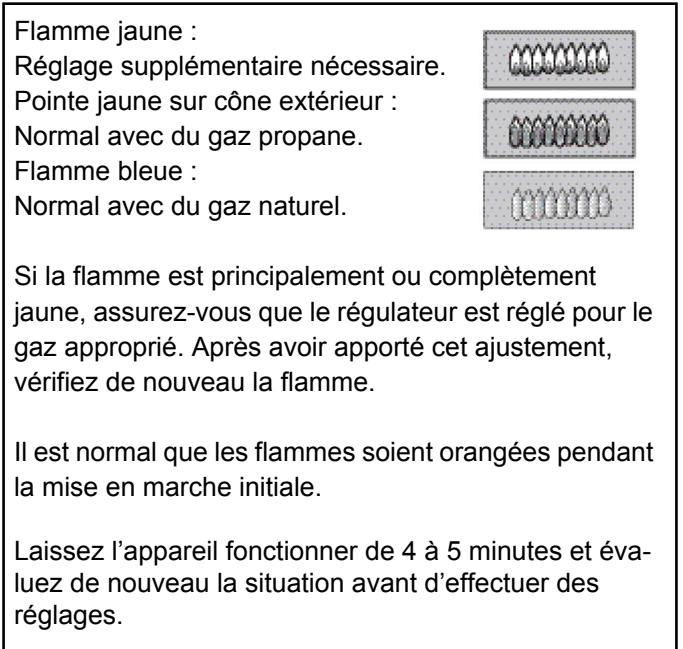 Flamme jaune :
Réglage supplémentaire nécessaire.
Pointe jaune sur cône extérieur :
Normal avec du gaz propane.
Flamme bleue :
Normal avec du gaz naturel.
Si la flamme est principalement ou complètement
jaune, assurez-vous que le régulateur est réglé pour le
gaz approprié. Après avoir apporté cet ajustement,
vérifiez de nouveau la flamme.
Il est normal que les flammes soient orangées pendant
la mise en marche initiale.
Laissez l’appareil fonctionner de 4 à 5 minutes et éva-
luez de nouveau la situation avant d’effectuer des
réglages.